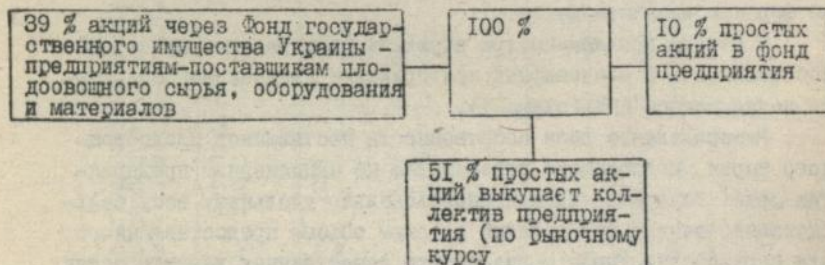 39 % акций через Фонд государ-
ственного имущества Украины -
предприятиям-поставщикам пло-
доовощного сырья, оборудования
и материалов
100 %
10 % простых
акций в фонд
предприятия
51 % простых ак-
ций выкупает кол-
лектив предприя-
тия (по рыночному
курсу